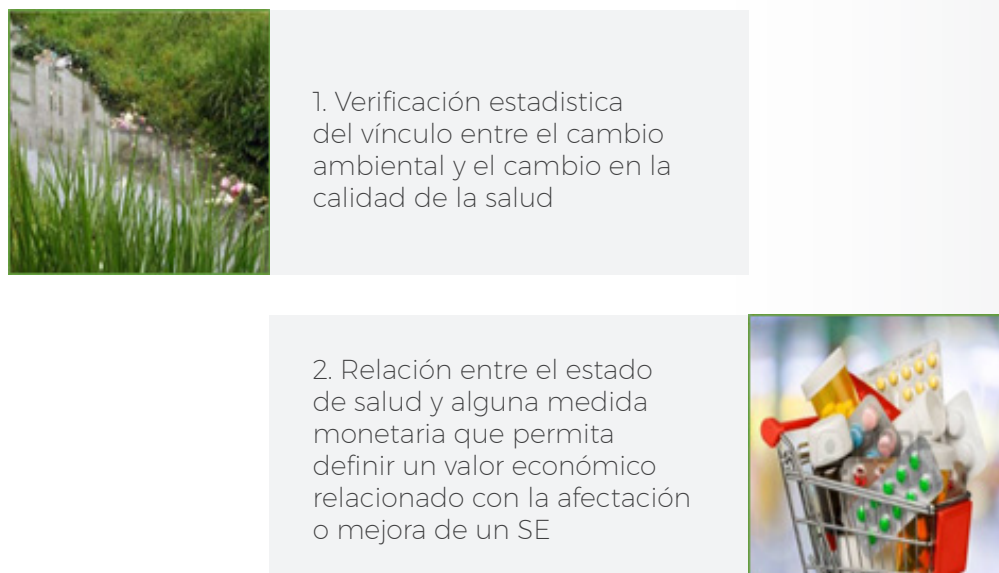 1. Verificación estadistica
del vínculo entre el cambio
ambiental y el cambio en la
calidad de la salud
2. Relación entre el estado
de salud y alguna medida
monetaria que permita
definir un valor económico
relacionado con la afectación
o mejora de un SE